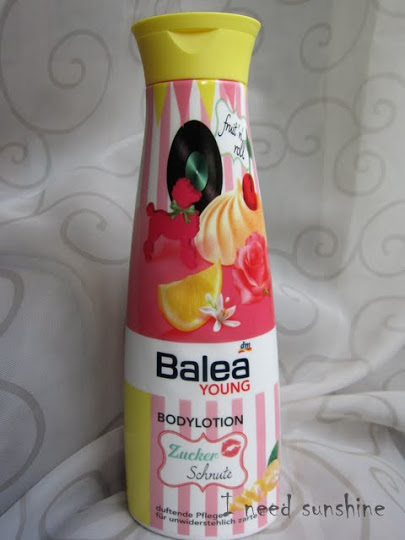 fruit 'n'
roll
dm
Balea
YOUNG
BODYLOTION
Zucker
Schnute
duftende Pflege
für unwiderstehlich zarte
I need sunshine